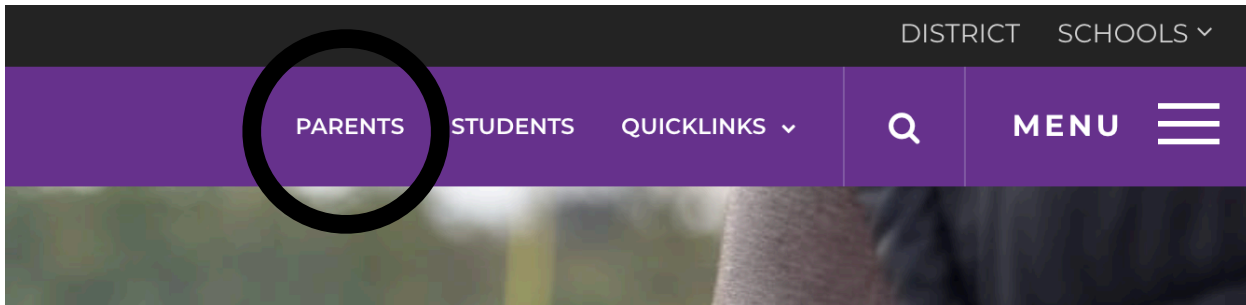 DISTRICT SCHOOLS
PARENTS STUDENTS QUICKLINKS MENU